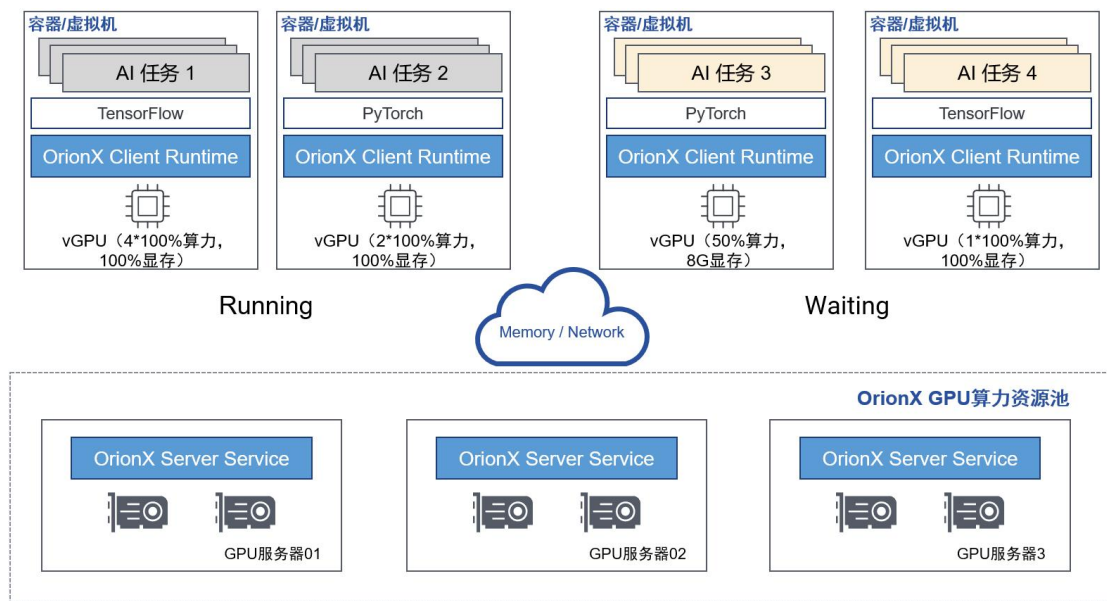 容器/虚拟机
AI 任务 1
TensorFlow
OrionX Client Runtime
vGPU（4*100%算力，
100%显存）
容器/虚拟机
AI 任务 2
PyTorch
OrionX Client Runtime
vGPU（2*100%算力，
100%显存）
容器/虚拟机
AI 任务 3
PyTorch
OrionX Client Runtime
vGPU（50%算力，
8G显存）
容器/虚拟机
AI 任务 4
TensorFlow
OrionX Client Runtime
vGPU（1*100%算力，
100%显存）
Running
Waiting
Memory / Network
OrionX GPU算力资源池
OrionX Server Service
GPU服务器01
OrionX Server Service
GPU服务器02
OrionX Server Service
GPU服务器3